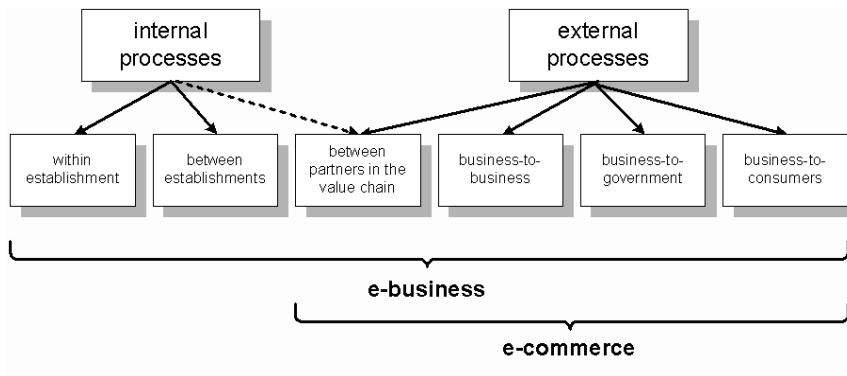 internal
processes
external
processes
within
establishment
between
establishments
between
partners in the
value chain
business-to-
business
business-to-
government
business-to-
consumers
e-business
e-commerce